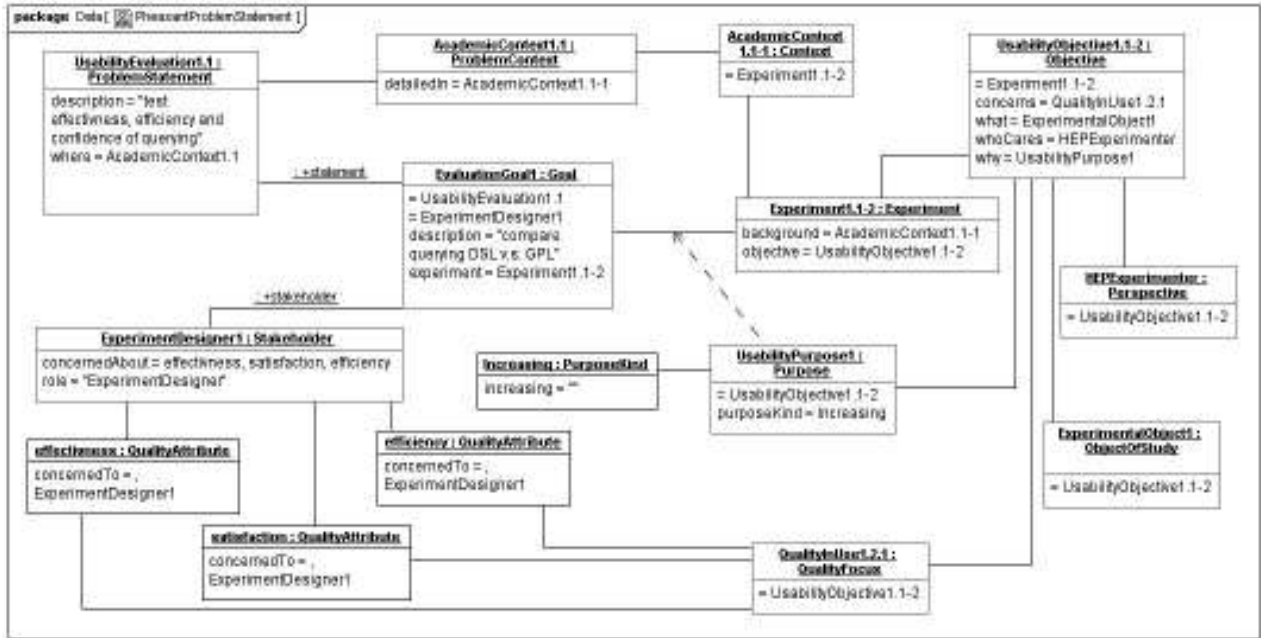 package Data [ PheasantProblemStatement ]
UsabilityEvaluation1.1 :
ProblemStatement
description = "test
effectivness, efficiency and
confidence of querying"
where = AcademicContext1.1
AcademicContext1.1 :
ProblemContext
detailedIn = AcademicContext1.1-1
AcademicContext
1.1-1 : Context
= Experiment1.1-2
UsabilityObjective1.1-2 :
Objective
= Experiment1.1-2
concerns = QualityInUse1.2.1
what = ExperimentalObject1
whoCares = HEPExperimenter
why = UsabilityPurpose1
: +statement
EvaluationGoal1 : Goal
= UsabilityEvaluation1.1
= ExperimentDesigner1
description = "compare
querying DSL v.s. GPL"
experiment = Experiment1.1-2
Experiment1.1-2 : Experiment
background = AcademicContext1.1-1
objective = UsabilityObjective1.1-2
HEPExperimenter :
Perspective
= UsabilityObjective1.1-2
: +stakeholder
ExperimentDesigner1 : Stakeholder
concernedAbout = effectivness, satisfaction, efficiency
role = "ExperimentDesigner"
Increasing : PurposeKind
increasing = ""
UsabilityPurpose1 :
Purpose
= UsabilityObjective1.1-2
purposeKind = Increasing
effectivness : QualityAttribute
concernedTo = ,
ExperimentDesigner1
efficiency : QualityAttribute
concernedTo = ,
ExperimentDesigner1
ExperimentalObject1 :
ObjectOfStudy
= UsabilityObjective1.1-2
satisfaction : QualityAttribute
concernedTo = ,
ExperimentDesigner1
QualityInUse1.2.1 :
QualityFocus
= UsabilityObjective1.1-2